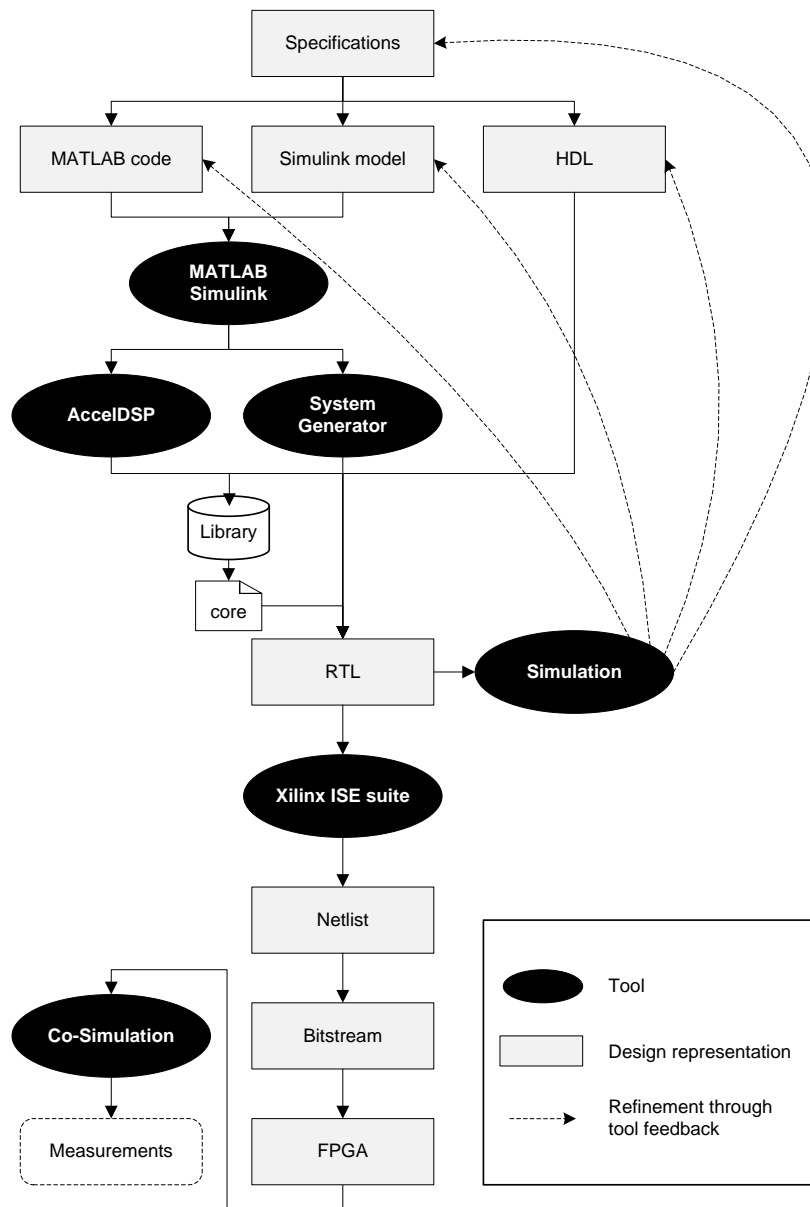 Specifications
MATLAB code
Simulink model
HDL
MATLAB
Simulink
AccelDSP
System
Generator
Library
core
RTL
Simulation
Xilinx ISE suite
Netlist
Tool
Co-Simulation
Bitstream
Design representation
Measurements
FPGA
Refinement through
tool feedback